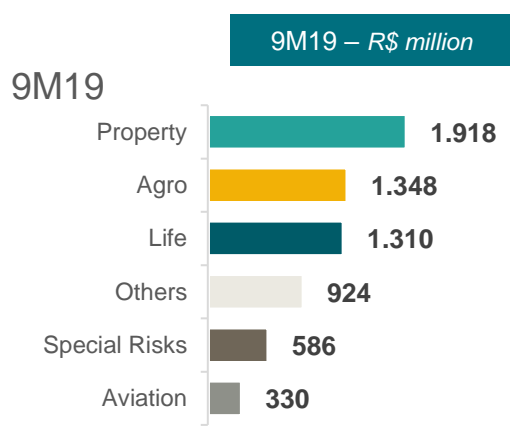 9M19 – R$ million
9M19
Property 1.918
Agro 1.348
Life 1.310
Others 924
Special Risks 586
Aviation 330